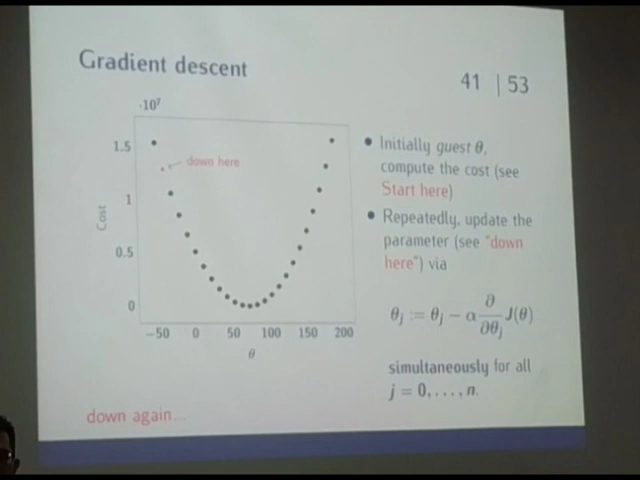 Gradient descent
41 | 53
·10⁷
1.5
1
0.5
0
Cost
down here
−50 0 50 100 150 200
θ
down again...
• Initially guest θ,
compute the cost (see
Start here)
• Repeatedly, update the
parameter (see "down
here") via
θⱼ := θⱼ − α ∂/∂θⱼ J(θ)
simultaneously for all
j = 0, . . . , n.